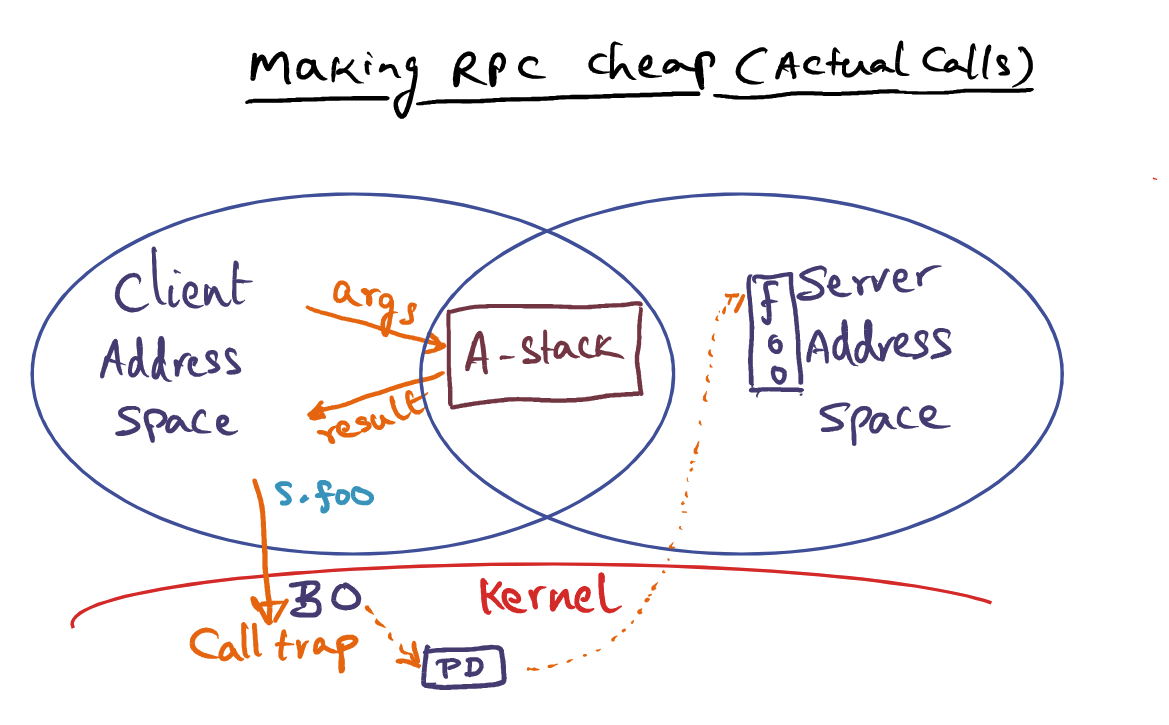 Making RPC cheap (Actual Calls)
Client
Address
Space
args
A-stack
result
foo
Server
Address
Space
s.foo
BO
Kernel
Call trap
PD